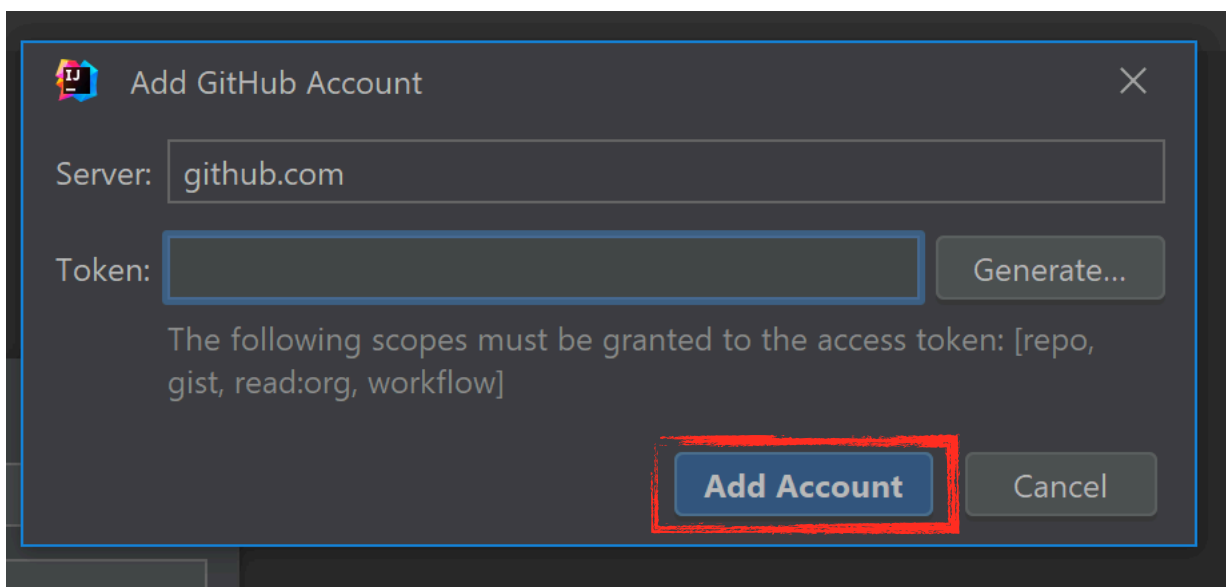 IJ
Add GitHub Account
Server: github.com
Token: Generate...
The following scopes must be granted to the access token: [repo,
gist, read:org, workflow]
Add Account Cancel